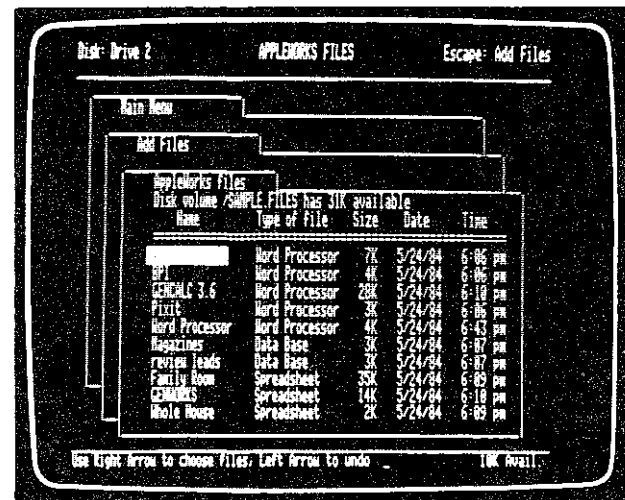 Disk: Drive 2 APPLEWORKS FILES Escape: Add Files
Main Menu
Add Files
AppleWorks files
Disk volume /SAMPLE.FILES has 31K available
Name Type of file Size Date Time
Word Processor 7K 5/24/84 6:06 pm
BPI Word Processor 4K 5/24/84 6:06 pm
GENCALC 3.6 Word Processor 28K 5/24/84 6:10 pm
Pixit Word Processor 3K 5/24/84 6:06 pm
Word Processor Word Processor 4K 5/24/84 6:43 pm
Magazines Data Base 3K 5/24/84 6:07 pm
review leads Data Base 3K 5/24/84 6:07 pm
Family Room Spreadsheet 35K 5/24/84 6:09 pm
GENWORKS Spreadsheet 14K 5/24/84 6:10 pm
Whole House Spreadsheet 2K 5/24/84 6:09 pm
Use Right Arrow to choose files, Left Arrow to undo _ 10K Avail.